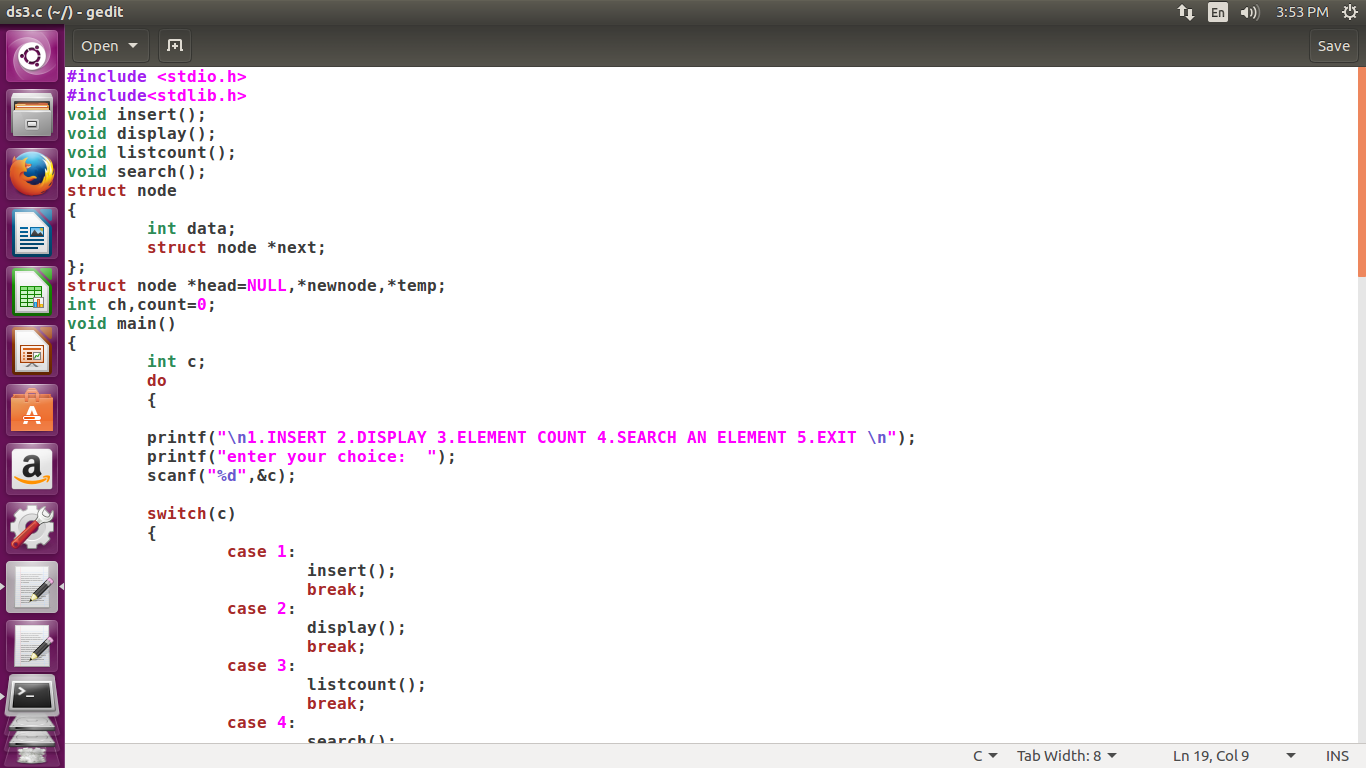 ds3.c (~/) - gedit
En
3:53 PM
Open
Save
#include <stdio.h>
#include<stdlib.h>
void insert();
void display();
void listcount();
void search();
struct node
{
        int data;
        struct node *next;
};
struct node *head=NULL,*newnode,*temp;
int ch,count=0;
void main()
{
        int c;
        do
        {
        printf("\n1.INSERT 2.DISPLAY 3.ELEMENT COUNT 4.SEARCH AN ELEMENT 5.EXIT \n");
        printf("enter your choice:  ");
        scanf("%d",&c);
        switch(c)
        {
                case 1:
                        insert();
                        break;
                case 2:
                        display();
                        break;
                case 3:
                        listcount();
                        break;
                case 4:
                        search();
C
Tab Width: 8
Ln 19, Col 9
INS